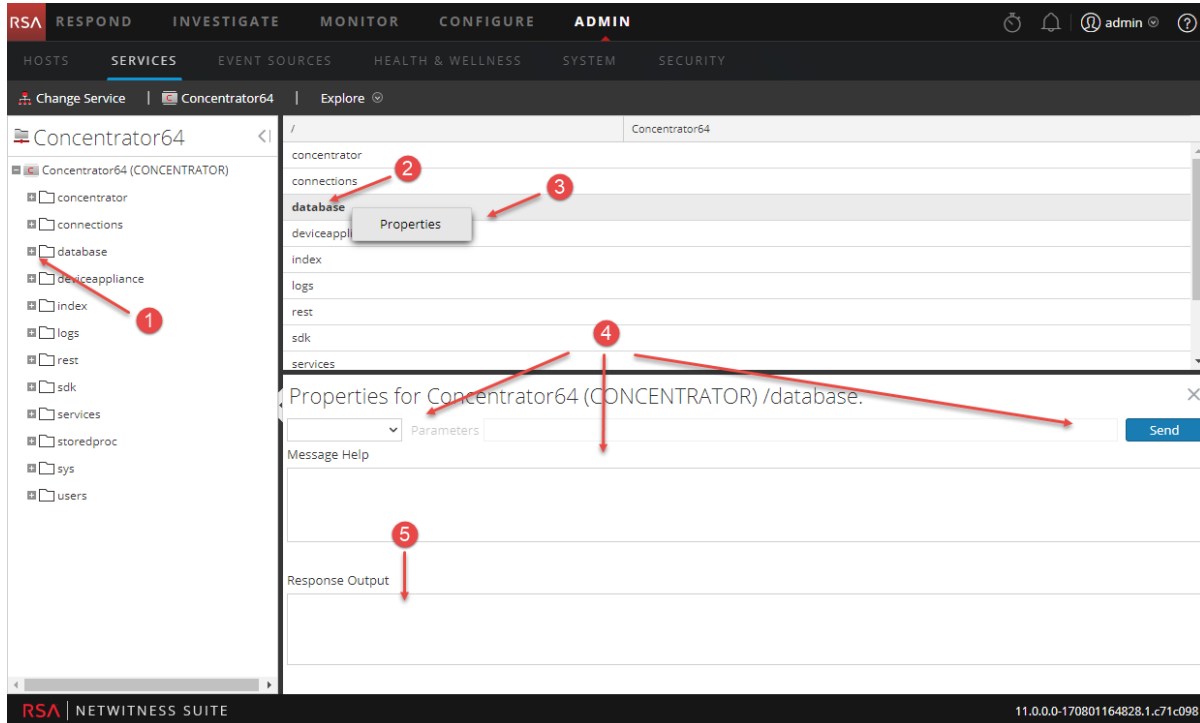 RSA RESPOND INVESTIGATE MONITOR CONFIGURE ADMIN admin ?
HOSTS SERVICES EVENT SOURCES HEALTH & WELLNESS SYSTEM SECURITY
Change Service | C Concentrator64 | Explore
Concentrator64
C Concentrator64 (CONCENTRATOR)
concentrator
connections
database
deviceappliance
index
logs
rest
sdk
services
storedproc
sys
users
1
/ Concentrator64
concentrator
connections
database
deviceappli
index
logs
rest
sdk
services
Properties
2
3
4
Properties for Concentrator64 (CONCENTRATOR) /database.
Parameters Send
Message Help
5
Response Output
RSA | NETWITNESS SUITE 11.0.0.0-170801164828.1.c71c098